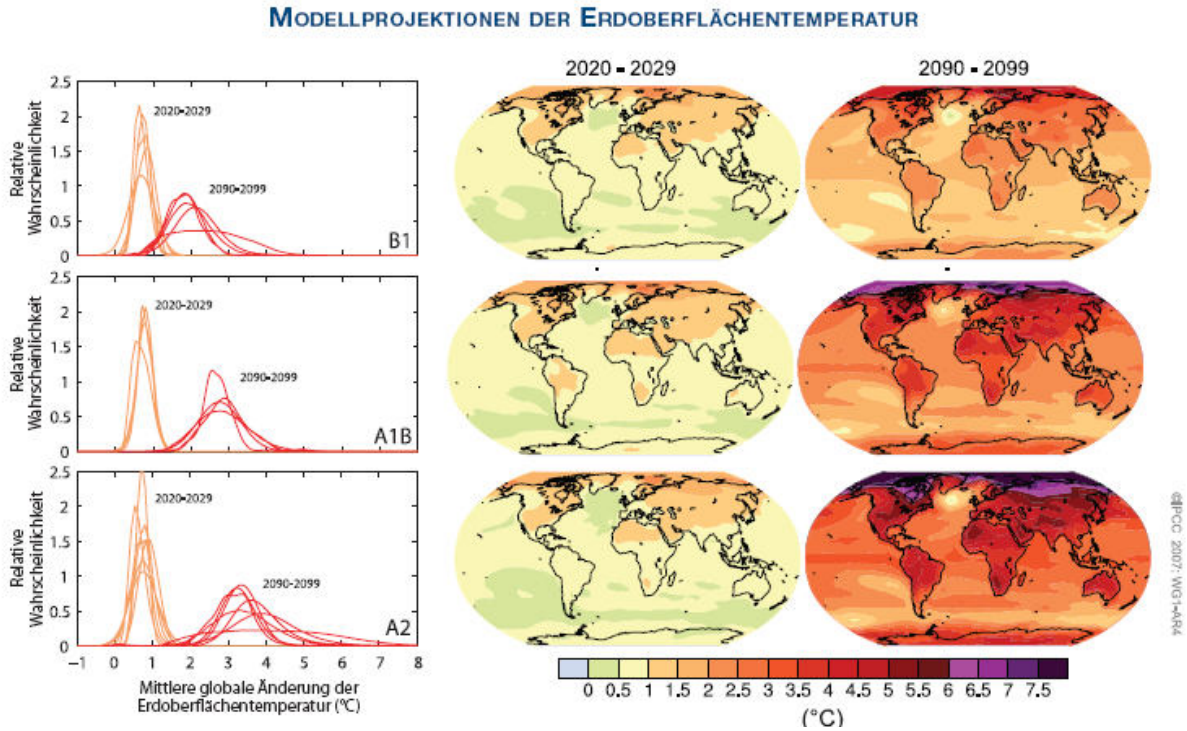 MODELLPROJEKTIONEN DER ERDOBERFLÄCHENTEMPERATUR
2020 - 2029
2090 - 2099
Relative
Wahrscheinlichkeit
2.5
2
1.5
1
0.5
0
2020-2029
2090-2099
B1
Relative
Wahrscheinlichkeit
2.5
2
1.5
1
0.5
0
2020-2029
2090-2099
A1B
Relative
Wahrscheinlichkeit
2.5
2
1.5
1
0.5
0
2020-2029
2090-2099
A2
−1 0 1 2 3 4 5 6 7 8
Mittlere globale Änderung der
Erdoberflächentemperatur (°C)
0 0.5 1 1.5 2 2.5 3 3.5 4 4.5 5 5.5 6 6.5 7 7.5
(°C)
©IPCC 2007: WG1-AR4